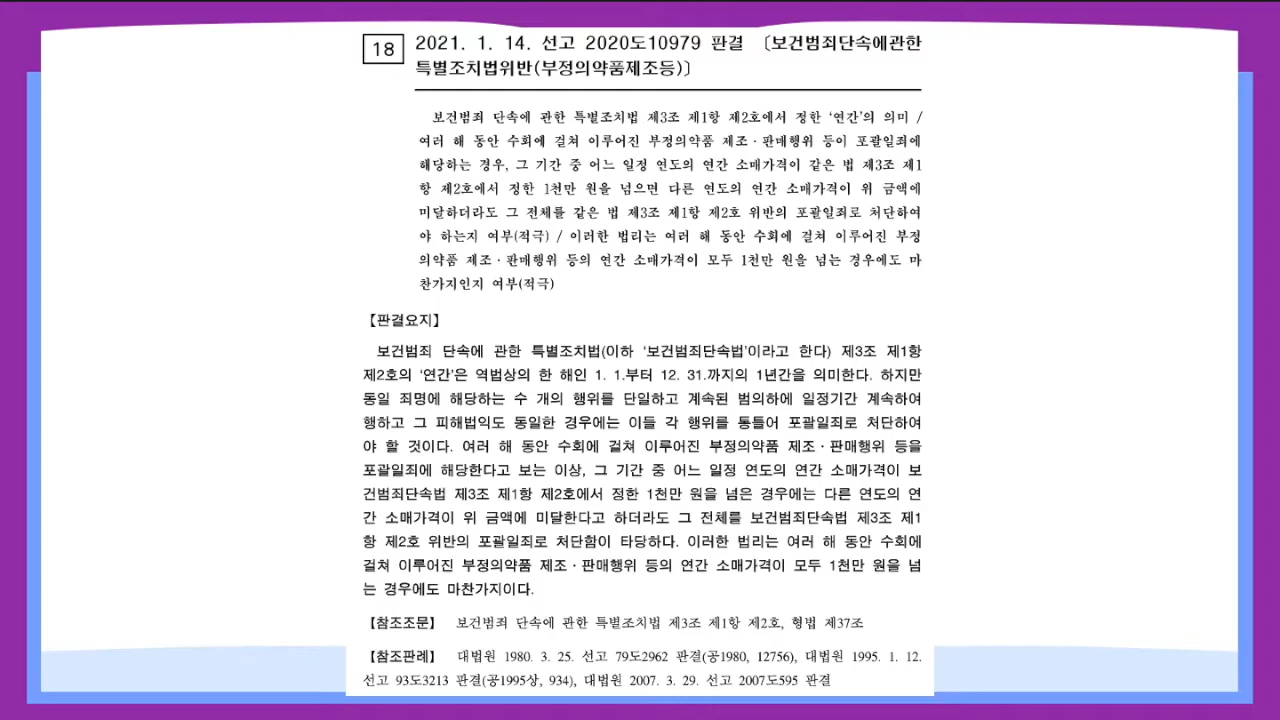 18 2021. 1. 14. 선고 2020도10979 판결 〔보건범죄단속에관한
특별조치법위반(부정의약품제조등)〕
보건범죄 단속에 관한 특별조치법 제3조 제1항 제2호에서 정한 ‘연간’의 의미 /
여러 해 동안 수회에 걸쳐 이루어진 부정의약품 제조·판매행위 등이 포괄일죄에
해당하는 경우, 그 기간 중 어느 일정 연도의 연간 소매가격이 같은 법 제3조 제1
항 제2호에서 정한 1천만 원을 넘으면 다른 연도의 연간 소매가격이 위 금액에
미달하더라도 그 전체를 같은 법 제3조 제1항 제2호 위반의 포괄일죄로 처단하여
야 하는지 여부(적극) / 이러한 법리는 여러 해 동안 수회에 걸쳐 이루어진 부정
의약품 제조·판매행위 등의 연간 소매가격이 모두 1천만 원을 넘는 경우에도 마
찬가지인지 여부(적극)
【판결요지】
보건범죄 단속에 관한 특별조치법(이하 ‘보건범죄단속법’이라고 한다) 제3조 제1항
제2호의 ‘연간’은 역법상의 한 해인 1. 1.부터 12. 31.까지의 1년간을 의미한다. 하지만
동일 죄명에 해당하는 수 개의 행위를 단일하고 계속된 범의하에 일정기간 계속하여
행하고 그 피해법익도 동일한 경우에는 이들 각 행위를 통틀어 포괄일죄로 처단하여
야 할 것이다. 여러 해 동안 수회에 걸쳐 이루어진 부정의약품 제조·판매행위 등을
포괄일죄에 해당한다고 보는 이상, 그 기간 중 어느 일정 연도의 연간 소매가격이 보
건범죄단속법 제3조 제1항 제2호에서 정한 1천만 원을 넘은 경우에는 다른 연도의 연
간 소매가격이 위 금액에 미달한다고 하더라도 그 전체를 보건범죄단속법 제3조 제1
항 제2호 위반의 포괄일죄로 처단함이 타당하다. 이러한 법리는 여러 해 동안 수회에
걸쳐 이루어진 부정의약품 제조·판매행위 등의 연간 소매가격이 모두 1천만 원을 넘
는 경우에도 마찬가지이다.
【참조조문】 보건범죄 단속에 관한 특별조치법 제3조 제1항 제2호, 형법 제37조
【참조판례】 대법원 1980. 3. 25. 선고 79도2962 판결(공1980, 12756), 대법원 1995. 1. 12.
선고 93도3213 판결(공1995상, 934), 대법원 2007. 3. 29. 선고 2007도595 판결